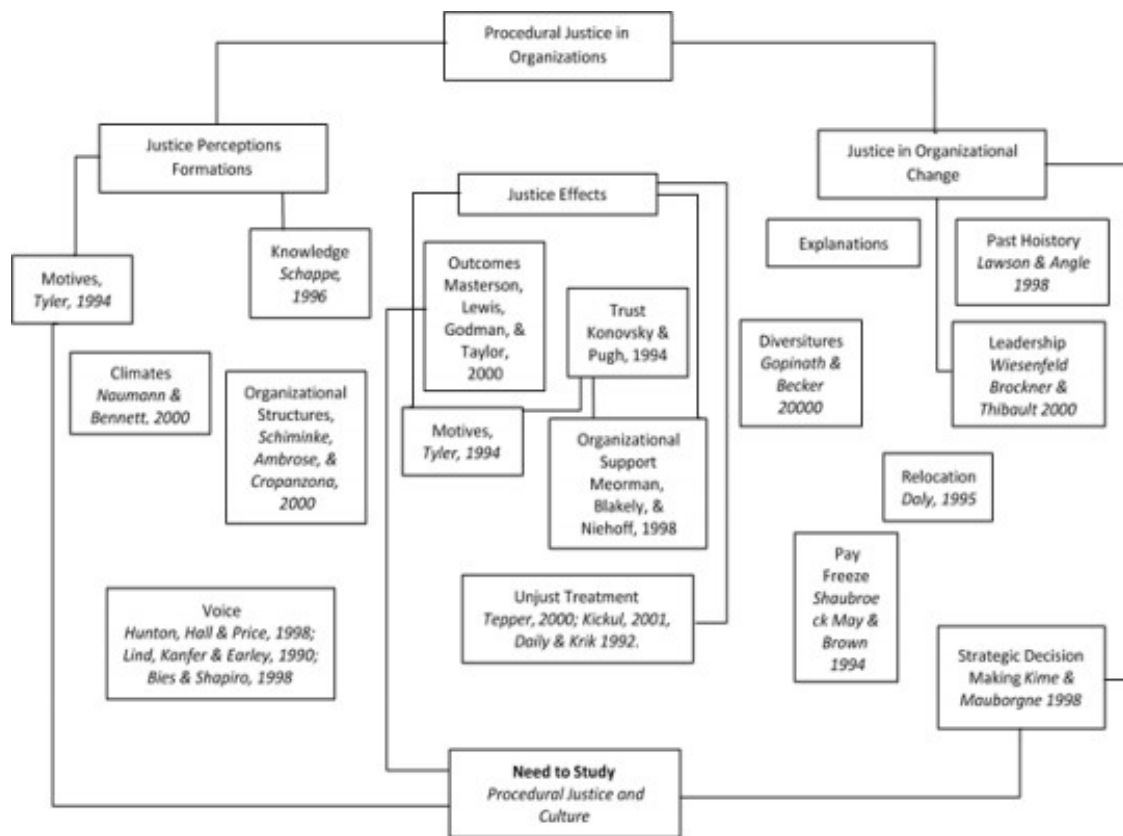 Procedural Justice in
Organizations
Justice Perceptions
Formations
Justice in Organizational
Change
Justice Effects
Knowledge
Schappe,
1996
Motives,
Tyler, 1994
Outcomes
Masterson,
Lewis,
Godman, &
Taylor,
2000
Trust
Konovsky &
Pugh, 1994
Explanations
Past Hoistory
Lawson & Angle
1998
Climates
Naumann &
Bennett, 2000
Organizational
Structures,
Schiminke,
Ambrose, &
Cropanzona,
2000
Motives,
Tyler, 1994
Organizational
Support
Meorman,
Blakely, &
Niehoff, 1998
Diversitures
Gopinath &
Becker
20000
Leadership
Wiesenfeld
Brockner &
Thibault 2000
Relocation
Daly, 1995
Voice
Hunton, Hall & Price, 1998;
Lind, Kanfer & Earley, 1990;
Bies & Shapiro, 1998
Unjust Treatment
Tepper, 2000; Kickul, 2001,
Daily & Krik 1992.
Pay
Freeze
Shaubroe
ck May &
Brown
1994
Strategic Decision
Making Kime &
Mauborgne 1998
Need to Study
Procedural Justice and
Culture